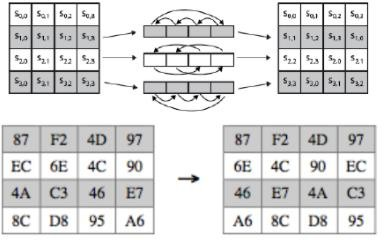 S0,0 S0,1 S0,2 S0,3 S0,0 S0,1 S0,2 S0,3
S1,0 S1,1 S1,2 S1,3 S1,1 S1,2 S1,3 S1,0
S2,0 S2,1 S2,2 S2,3 S2,2 S2,3 S2,0 S2,1
S3,0 S3,1 S3,2 S3,3 S3,3 S3,0 S3,1 S3,2
87 F2 4D 97 87 F2 4D 97
EC 6E 4C 90 6E 4C 90 EC
4A C3 46 E7 → 46 E7 4A C3
8C D8 95 A6 A6 8C D8 95